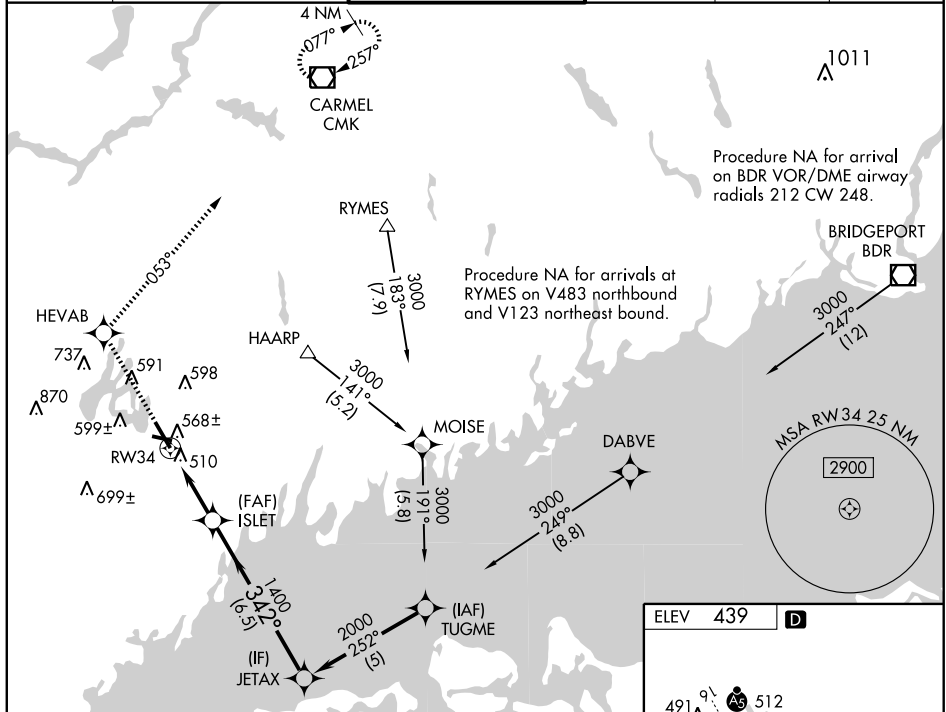 4 NM
077°
257°
CARMEL
CMK
1011
Procedure NA for arrival
on BDR VOR/DME airway
radials 212 CW 248.
BRIDGEPORT
BDR
3000
247°
(12)
RYMES
3000
183°
(7.9)
Procedure NA for arrivals at
RYMES on V483 northbound
and V123 northeast bound.
053°
HEVAB
HAARP
3000
141°
(5.2)
737
591
598
870
599±
568±
RW34
510
699±
MOISE
3000
191°
(5.8)
DABVE
3000
249°
(8.8)
MSA RW34 25 NM
2900
(FAF)
ISLET
1400
342°
(6.5)
(IAF)
TUGME
2000
252°
(5)
(IF)
JETAX
ELEV 439
D
491
16
A5
512